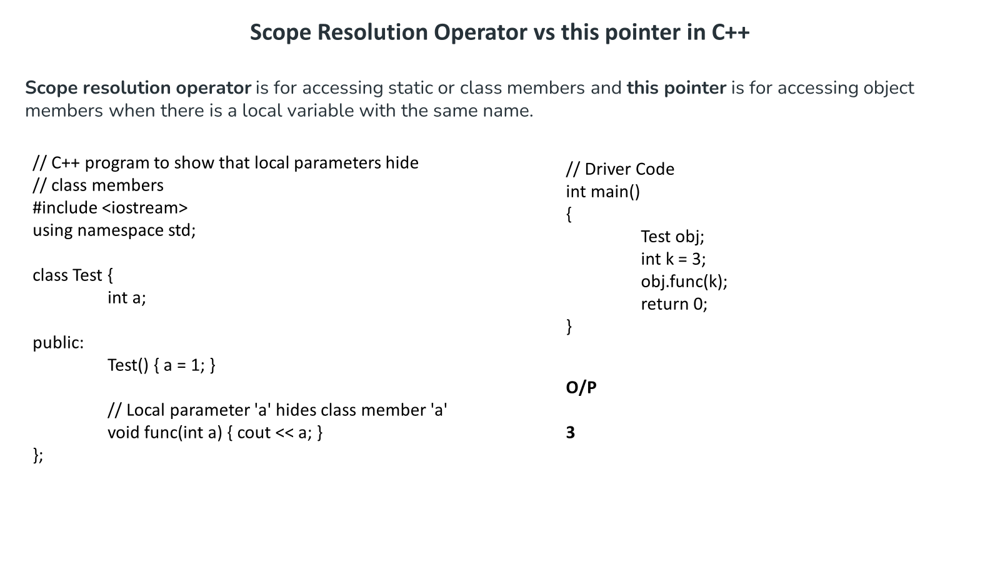 Scope Resolution Operator vs this pointer in C++
Scope resolution operator is for accessing static or class members and this pointer is for accessing object
members when there is a local variable with the same name.
// C++ program to show that local parameters hide
// class members
#include <iostream>
using namespace std;
class Test {
int a;
public:
Test() { a = 1; }
// Local parameter 'a' hides class member 'a'
void func(int a) { cout << a; }
};
// Driver Code
int main()
{
Test obj;
int k = 3;
obj.func(k);
return 0;
}
O/P
3